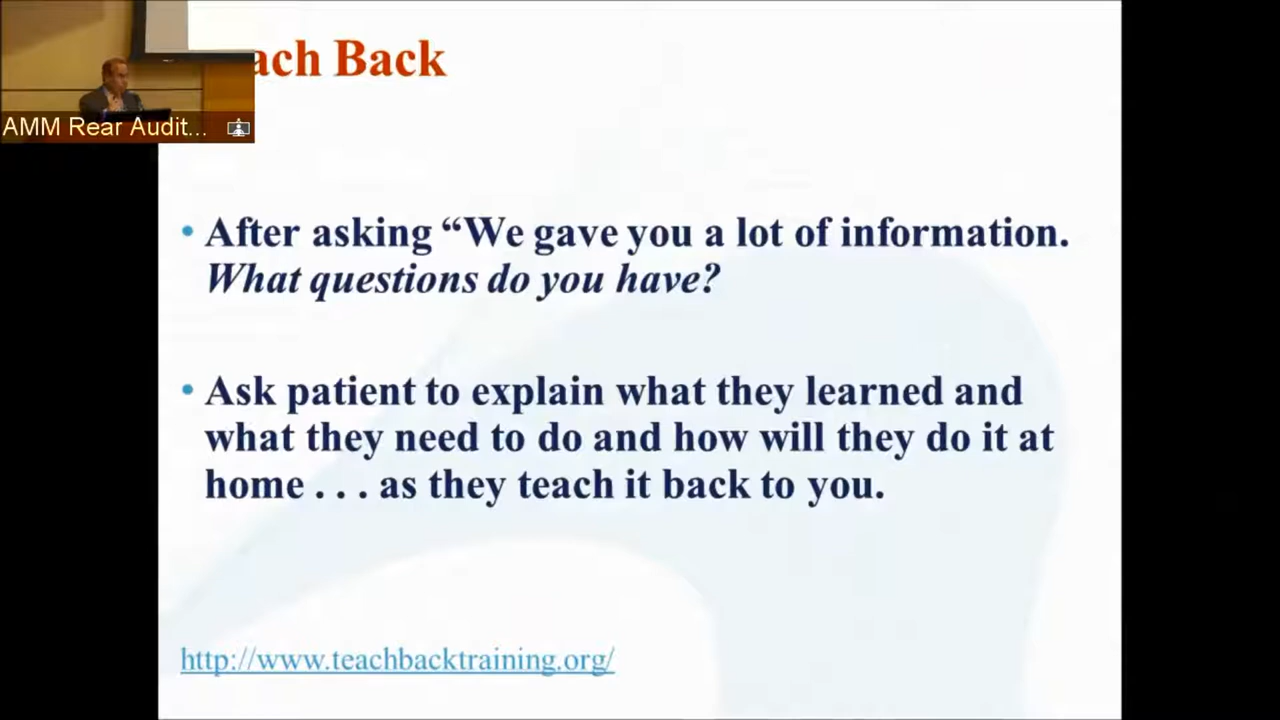 ach Back
AMM Rear Audit...
• After asking “We gave you a lot of information.
What questions do you have?
• Ask patient to explain what they learned and
what they need to do and how will they do it at
home . . . as they teach it back to you.
http://www.teachbacktraining.org/